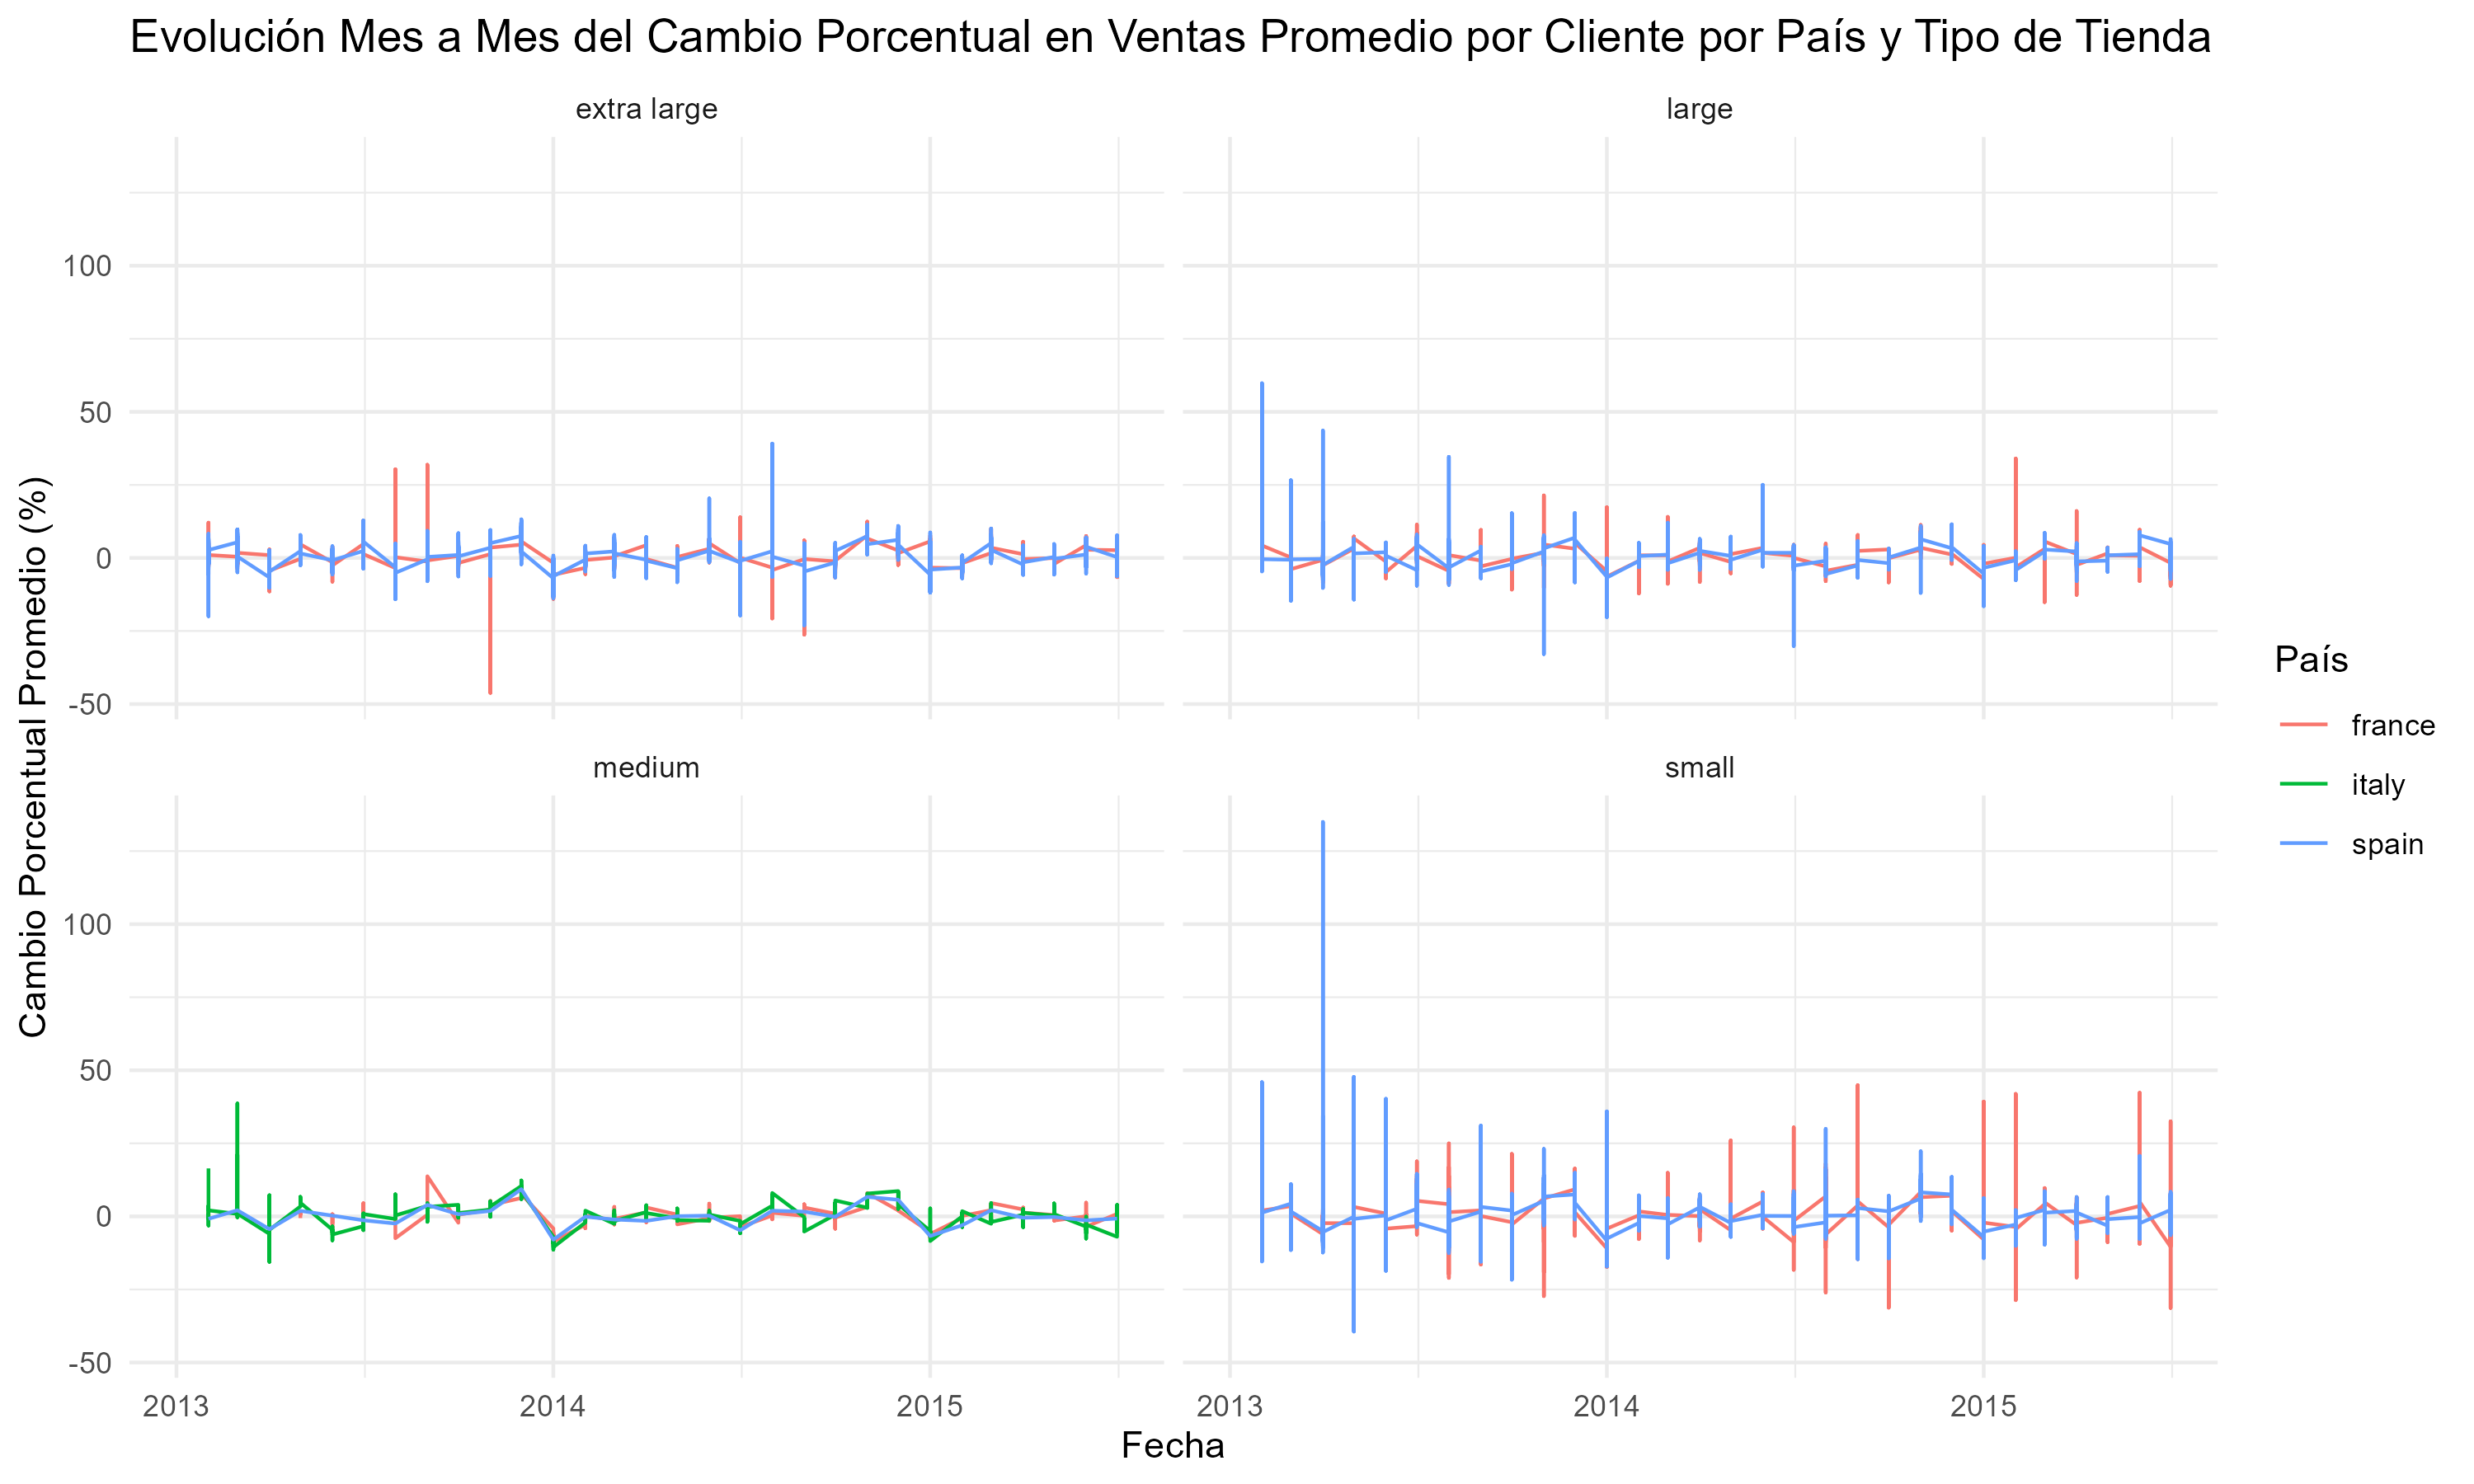 Evolución Mes a Mes del Cambio Porcentual en Ventas Promedio por Cliente por País y Tipo de Tienda
extra large
large
100
50
0
-50
medium
small
100
50
0
-50
2013
2014
2015
2013
2014
2015
Fecha
Cambio Porcentual Promedio (%)
País
france
italy
spain